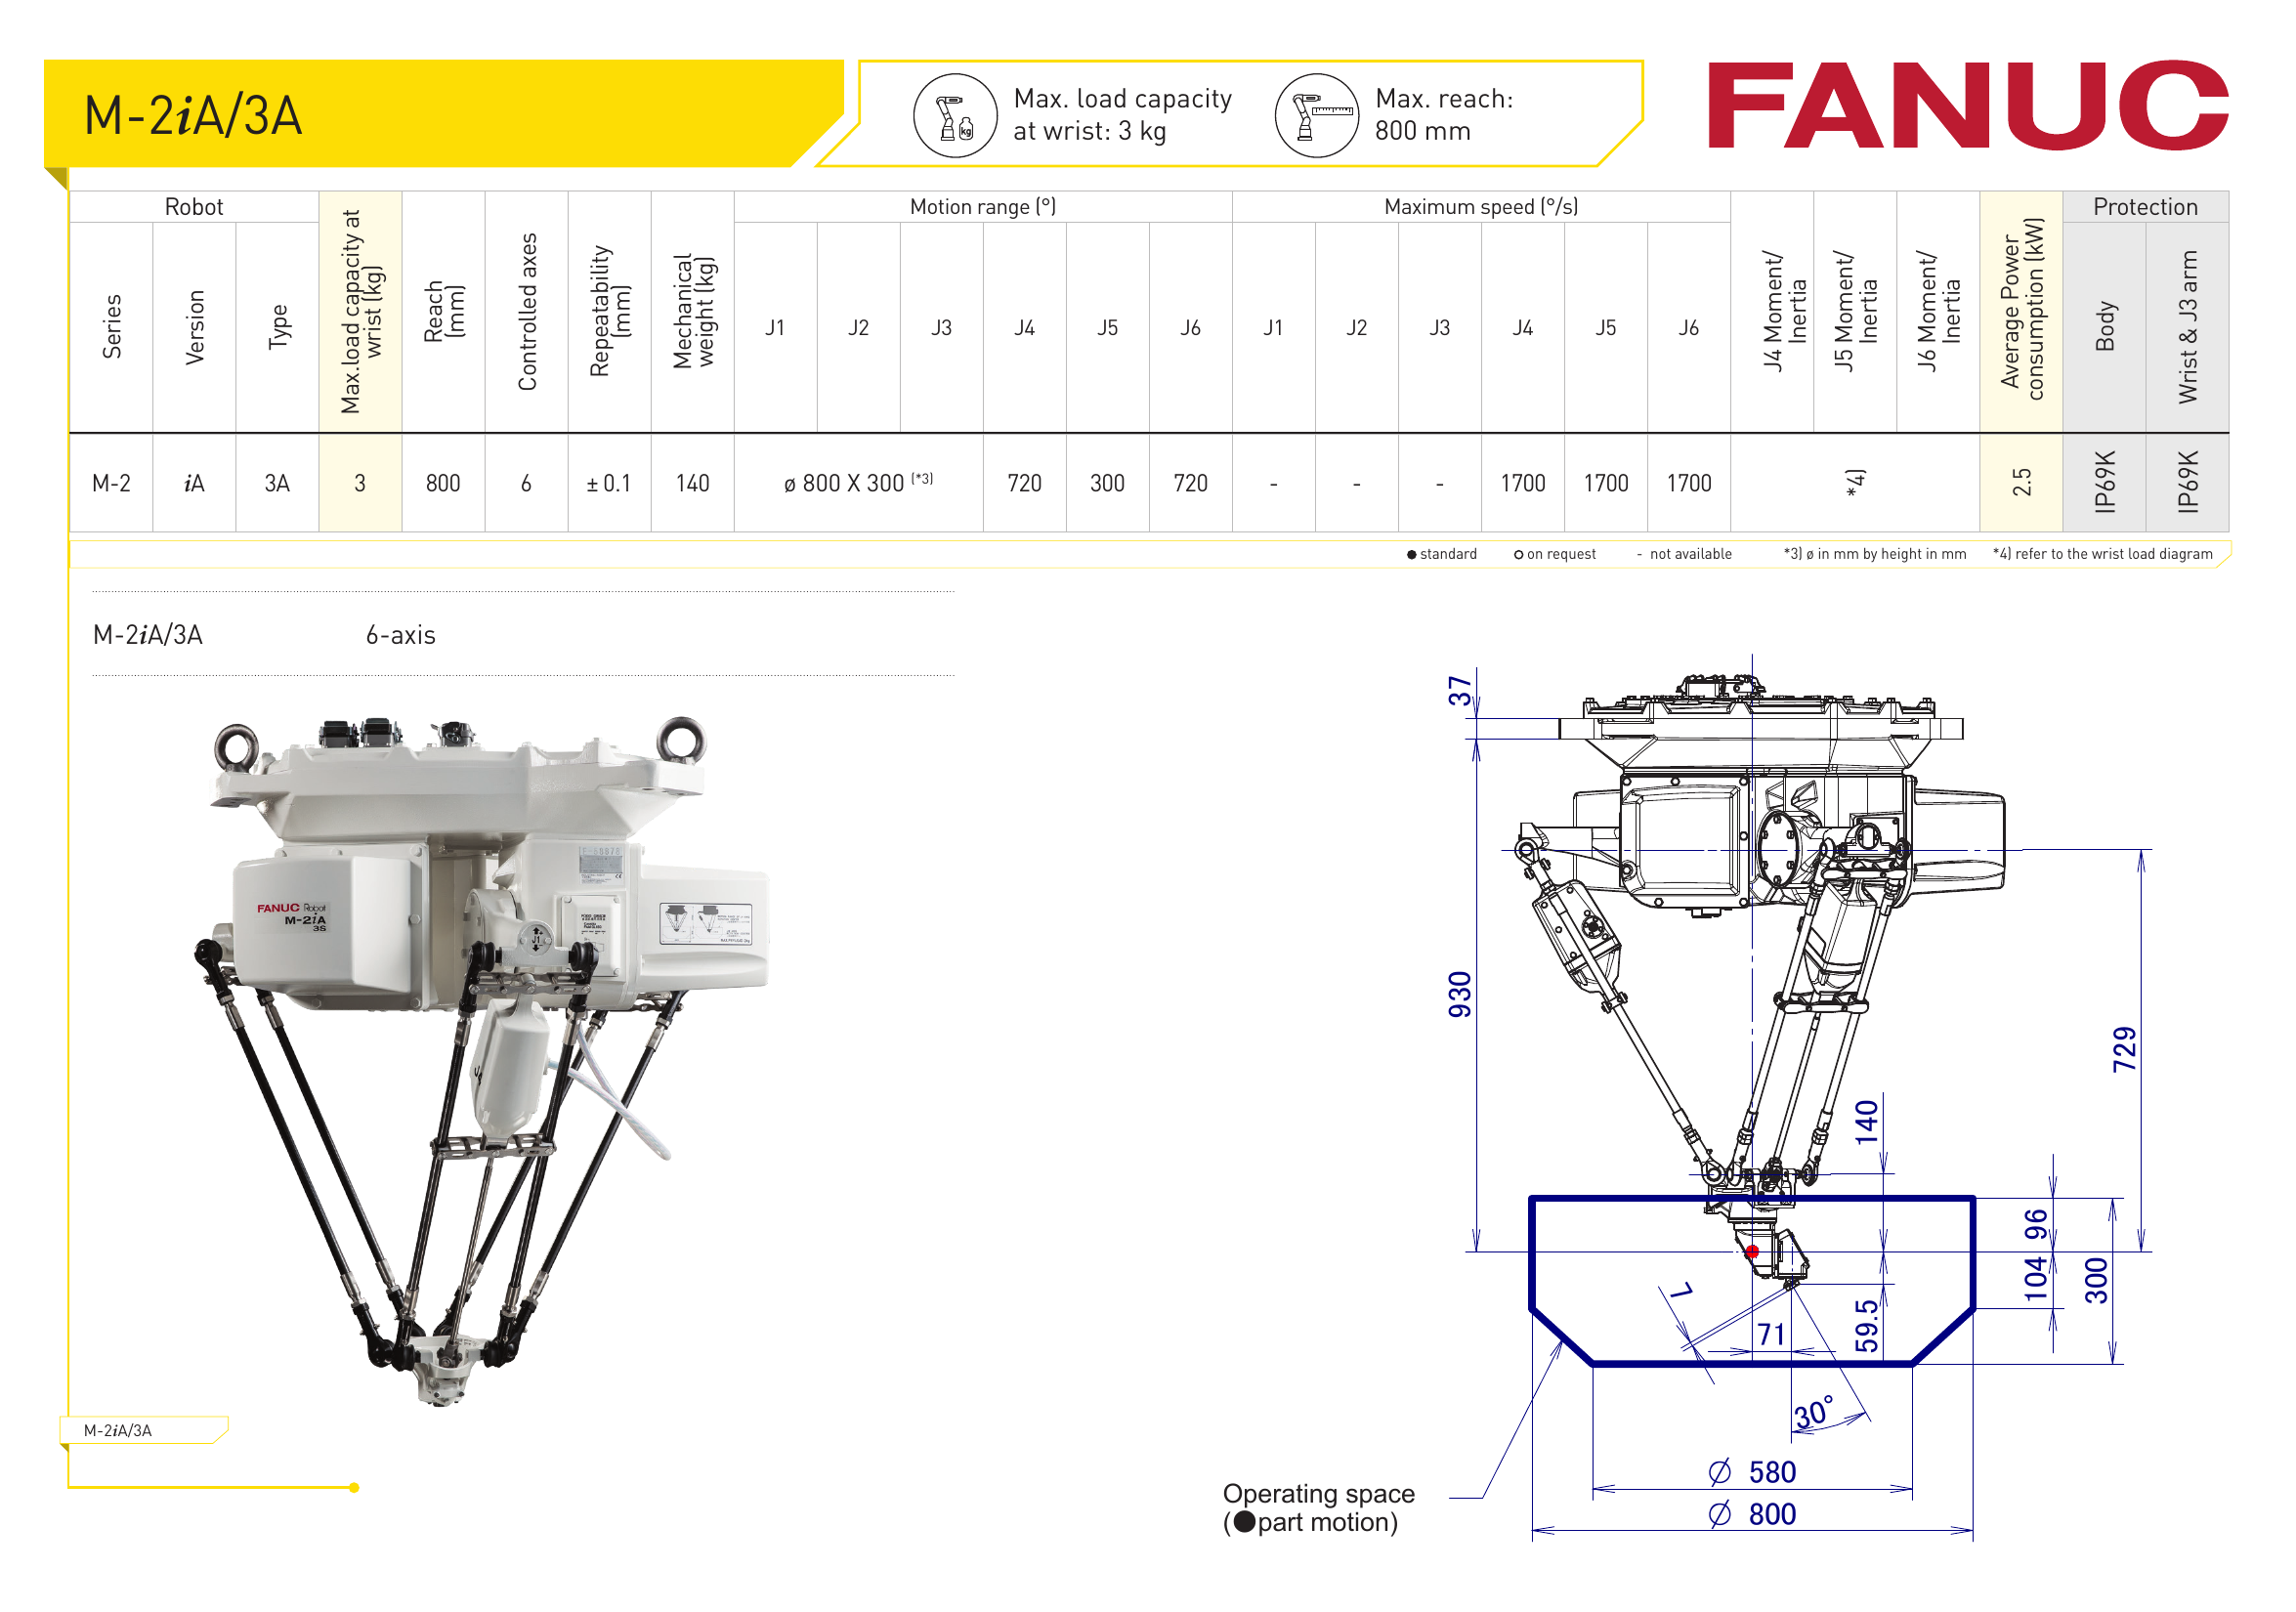 M-2iA/3A
Max. load capacity
at wrist: 3 kg
Max. reach:
800 mm
FANUC
Robot
Series
Version
Type
Max.load capacity at
wrist (kg)
Reach
(mm)
Controlled axes
Repeatability
(mm)
Mechanical
weight (kg)
Motion range (°)
J1 J2 J3 J4 J5 J6
Maximum speed (°/s)
J1 J2 J3 J4 J5 J6
J4 Moment/
Inertia
J5 Moment/
Inertia
J6 Moment/
Inertia
Average Power
consumption (kW)
Protection
Body
Wrist & J3 arm
M-2 iA 3A 3 800 6 ± 0.1 140 ø 800 X 300 (*3) 720 300 720 - - - 1700 1700 1700 *4) 2.5 IP69K IP69K
● standard ○ on request - not available *3) ø in mm by height in mm *4) refer to the wrist load diagram
M-2iA/3A 6-axis
FANUC Robot
M-2iA
3S
J1
37
930
729
140
96
104
300
59.5
7
71
30°
ø 580
ø 800
Operating space
(●part motion)
M-2iA/3A